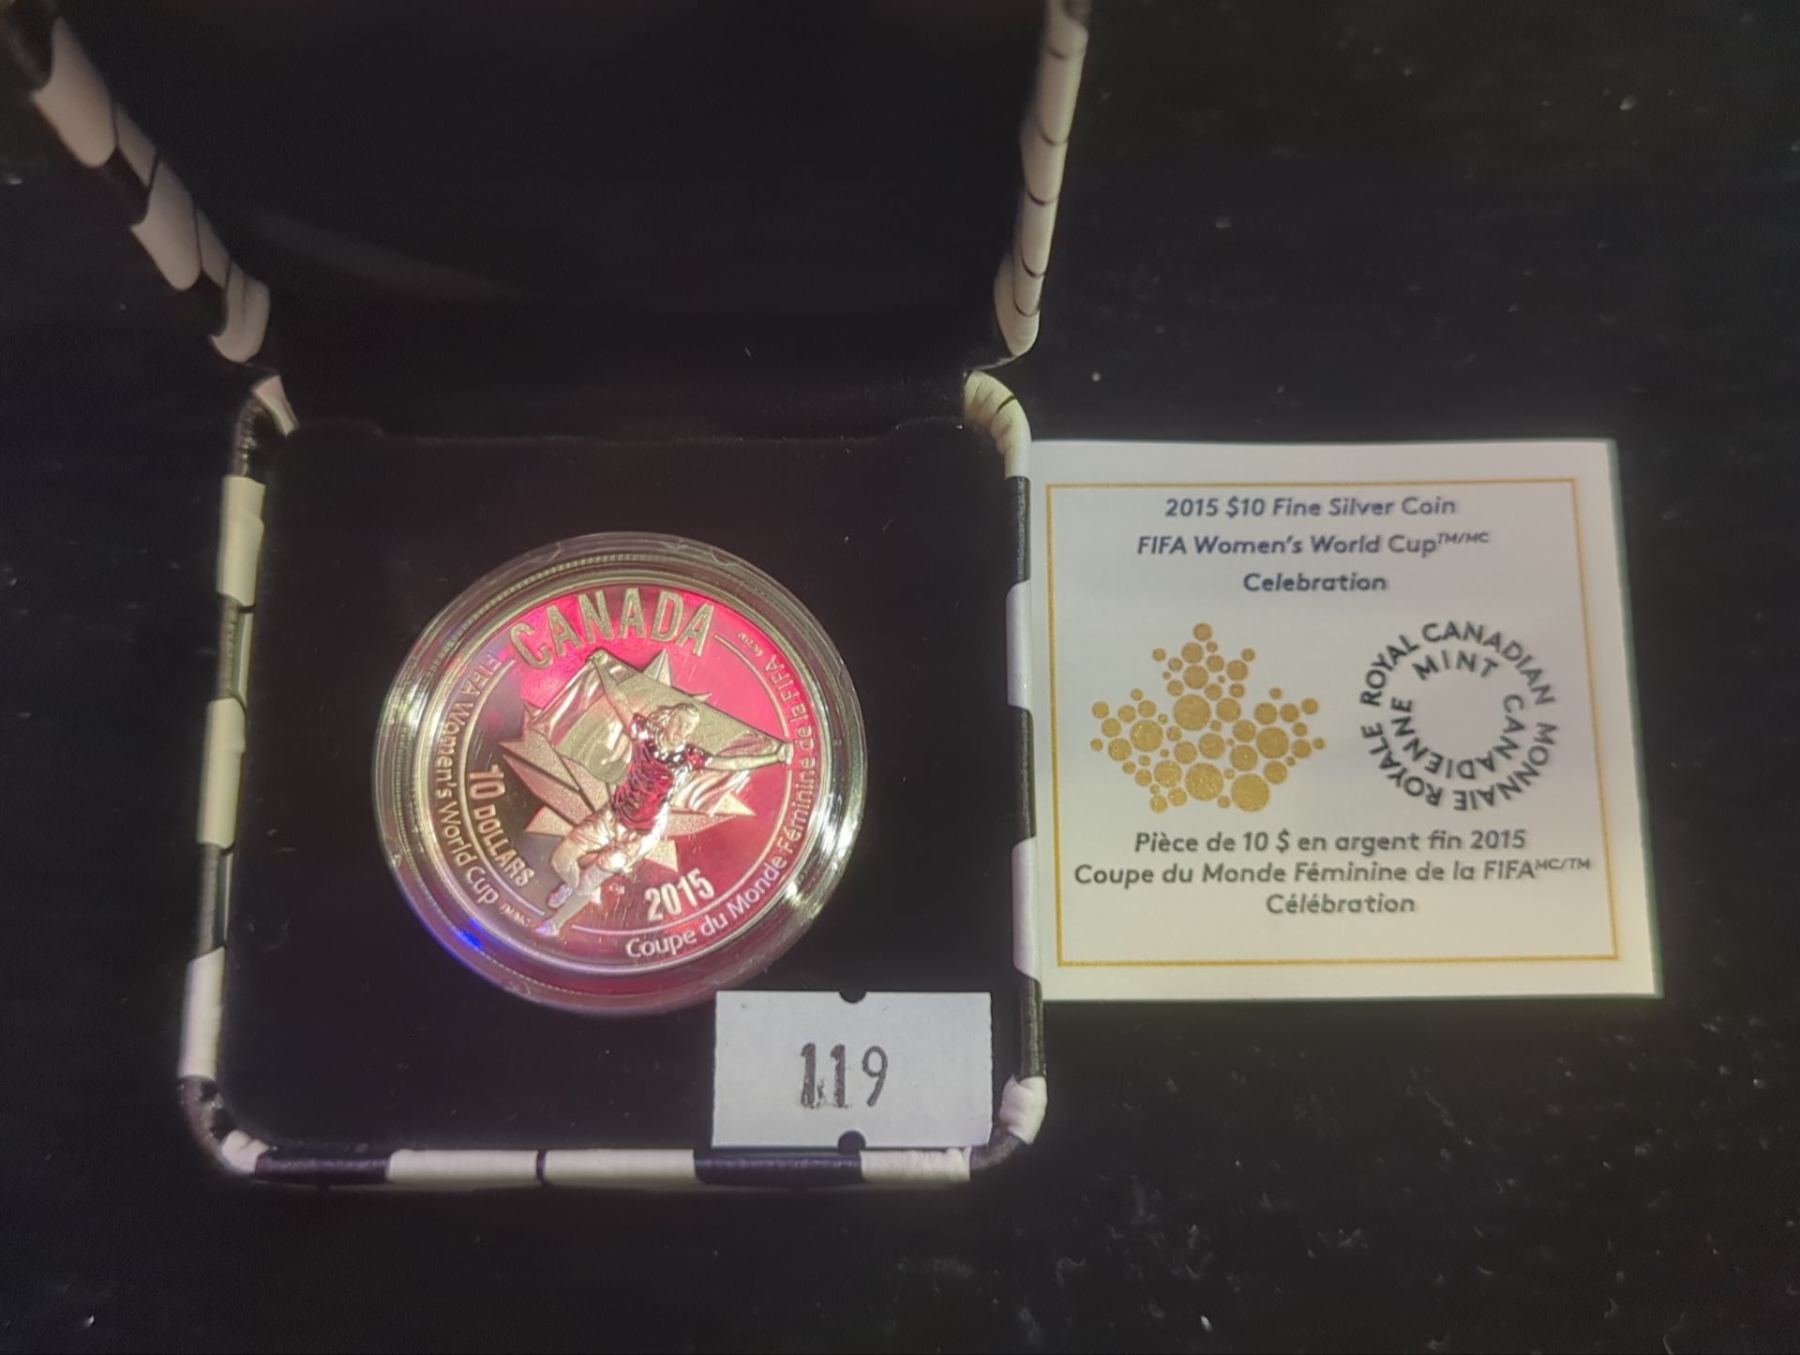 CANADA
FIFA Women's World Cup TM/MC
10 DOLLARS
2015
Coupe du Monde Féminine de la FIFA
119
2015 $10 Fine Silver Coin
FIFA Women's World Cup™/MC
Celebration
ROYAL CANADIAN MINT
MONNAIE ROYALE CANADIENNE
Pièce de 10 $ en argent fin 2015
Coupe du Monde Féminine de la FIFAMC/™
Célébration